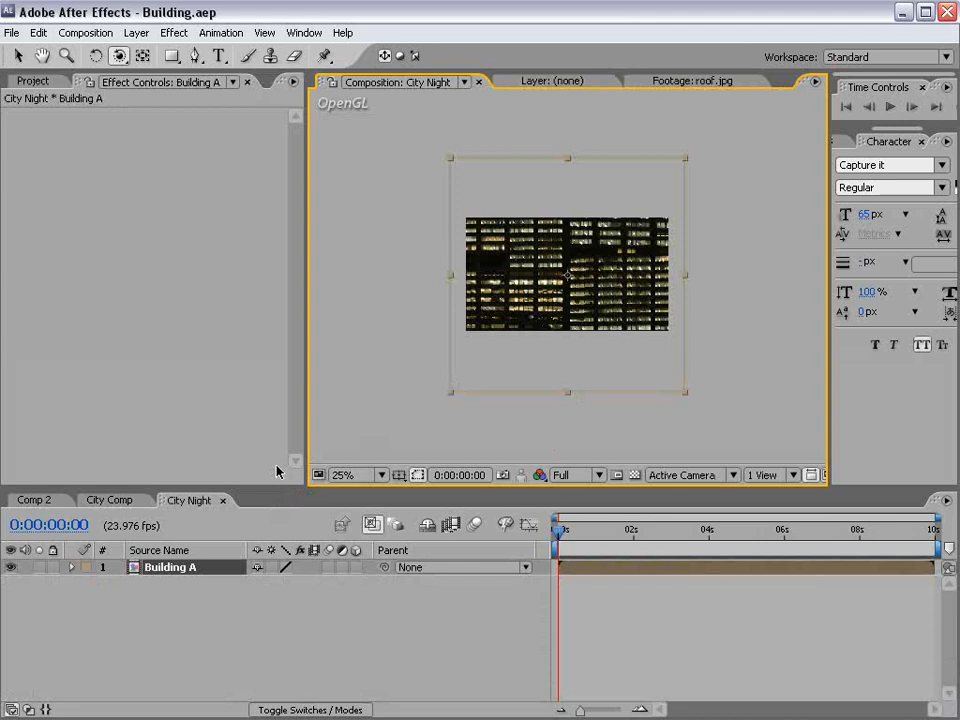 Adobe After Effects - Building.aep
File Edit Composition Layer Effect Animation View Window Help
Workspace: Standard
Project Effect Controls: Building A Composition: City Night Layer: (none) Footage: roof.jpg Time Controls
City Night * Building A
OpenGL
Character
Capture it
Regular
65 px
Metrics
- px
100 %
0 px
T T TT Tr
25% 0:00:00:00 Full Active Camera 1 View
Comp 2 City Comp City Night
0:00:00:00 (23.976 fps)
0s 02s 04s 06s 08s 10s
# Source Name Parent
1 Building A None
Toggle Switches / Modes